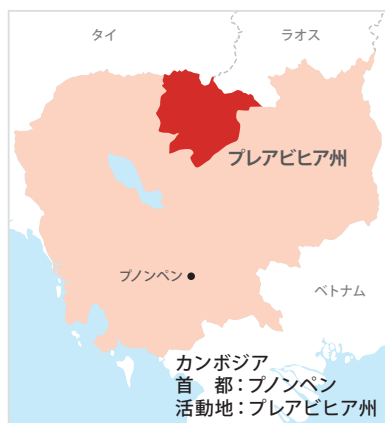 タイ
ラオス
プレアビヒア州
プノンペン
ベトナム
カンボジア
首　都：プノンペン
活動地：プレアビヒア州